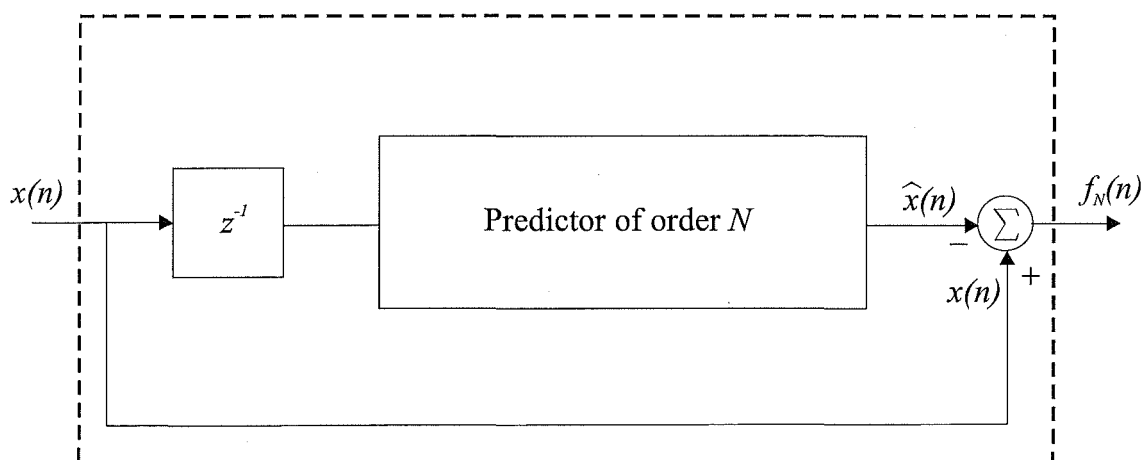 x(n)
z⁻¹
Predictor of order N
x̂(n)
−
Σ
f_N(n)
x(n)
+